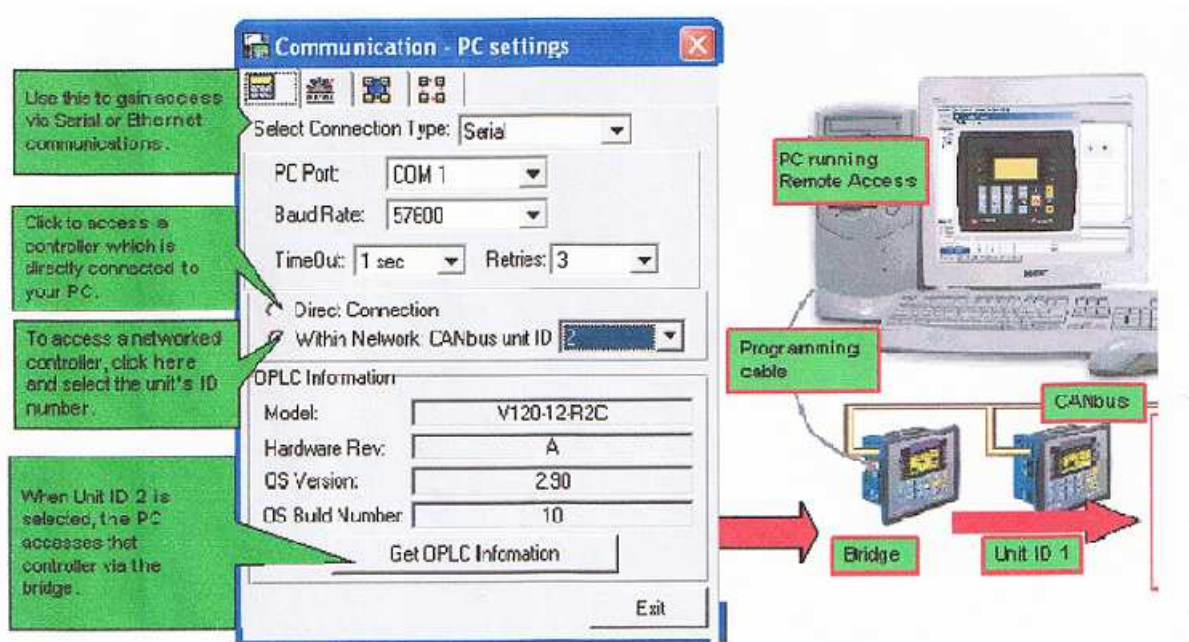 Communication - PC settings
Use this to gain access
via Serial or Ethernet
communications.
Select Connection Type: Serial
PC Port: COM 1
Baud Rate: 57600
TimeOut: 1 sec Retries: 3
Click to access a
controller which is
directly connected to
your PC.
Direct Connection
Within Network: CANbus unit ID 2
To access a networked
controller, click here
and select the unit's ID
number.
OPLC Information
Model: V120-12-R2C
Hardware Rev: A
OS Version: 2.90
OS Build Number: 10
When Unit ID 2 is
selected, the PC
accesses that
controller via the
bridge.
Get OPLC Infomation
Exit
PC running
Remote Access
Programming
cable
CANbus
Bridge
Unit ID 1